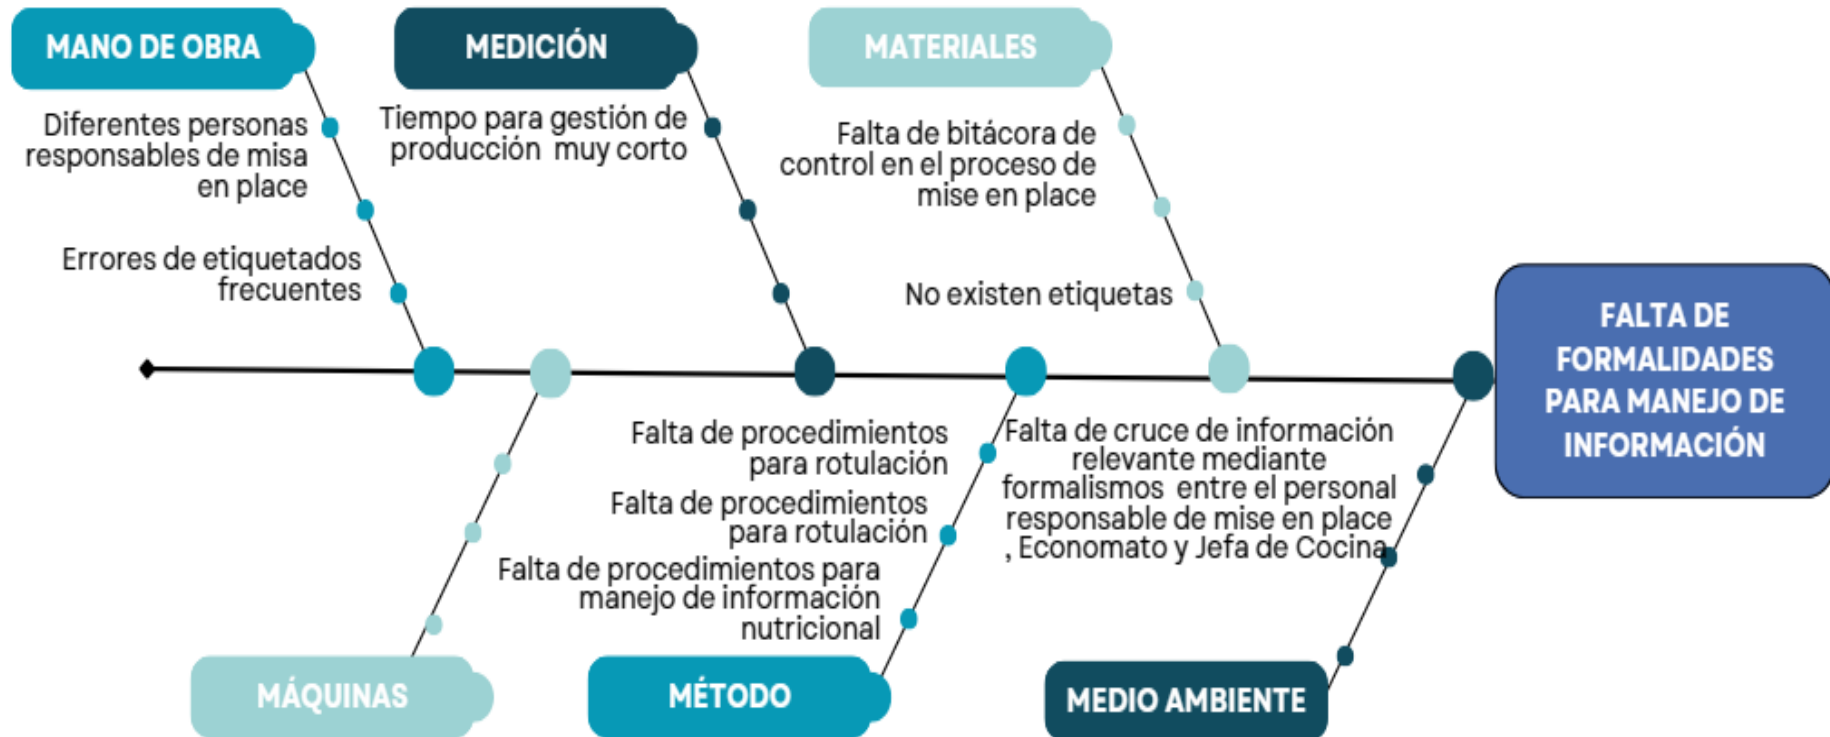 MANO DE OBRA
MEDICIÓN
MATERIALES
Diferentes personas
responsables de misa
en place
Errores de etiquetados
frecuentes
Tiempo para gestión de
producción muy corto
Falta de bitácora de
control en el proceso de
mise en place
No existen etiquetas
FALTA DE
FORMALIDADES
PARA MANEJO DE
INFORMACIÓN
Falta de procedimientos
para rotulación
Falta de procedimientos
para rotulación
Falta de procedimientos para
manejo de información
nutricional
Falta de cruce de información
relevante mediante
formalismos entre el personal
responsable de mise en place
, Economato y Jefa de Cocina
MÁQUINAS
MÉTODO
MEDIO AMBIENTE